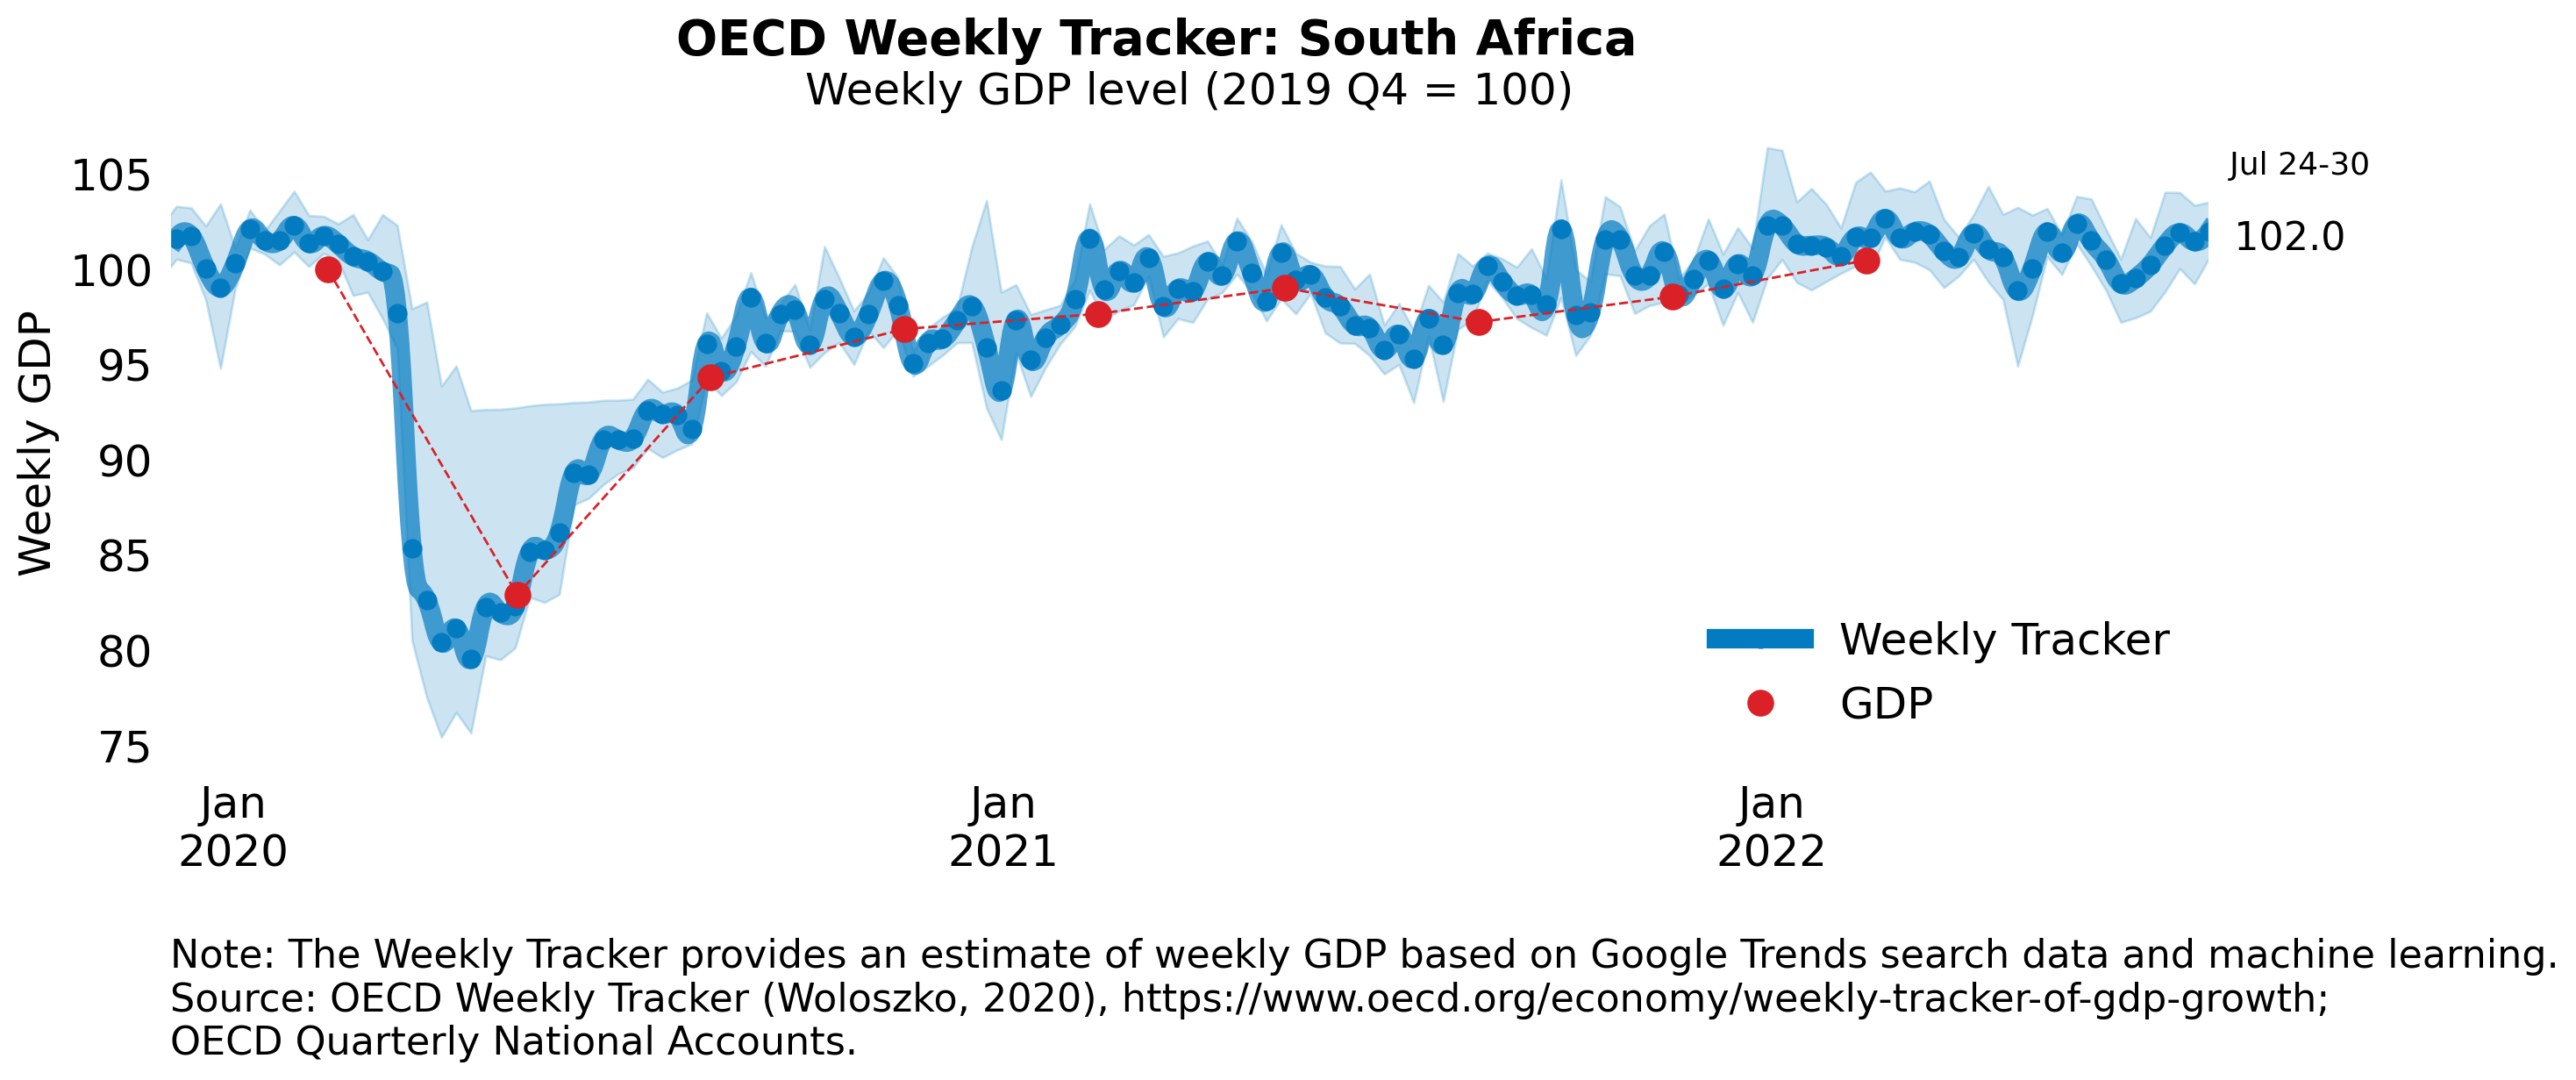 OECD Weekly Tracker: South Africa
Weekly GDP level (2019 Q4 = 100)
Weekly GDP
105
100
95
90
85
80
75
Jul 24-30
102.0
Weekly Tracker
GDP
Jan
2020
Jan
2021
Jan
2022
Note: The Weekly Tracker provides an estimate of weekly GDP based on Google Trends search data and machine learning.
Source: OECD Weekly Tracker (Woloszko, 2020), https://www.oecd.org/economy/weekly-tracker-of-gdp-growth;
OECD Quarterly National Accounts.